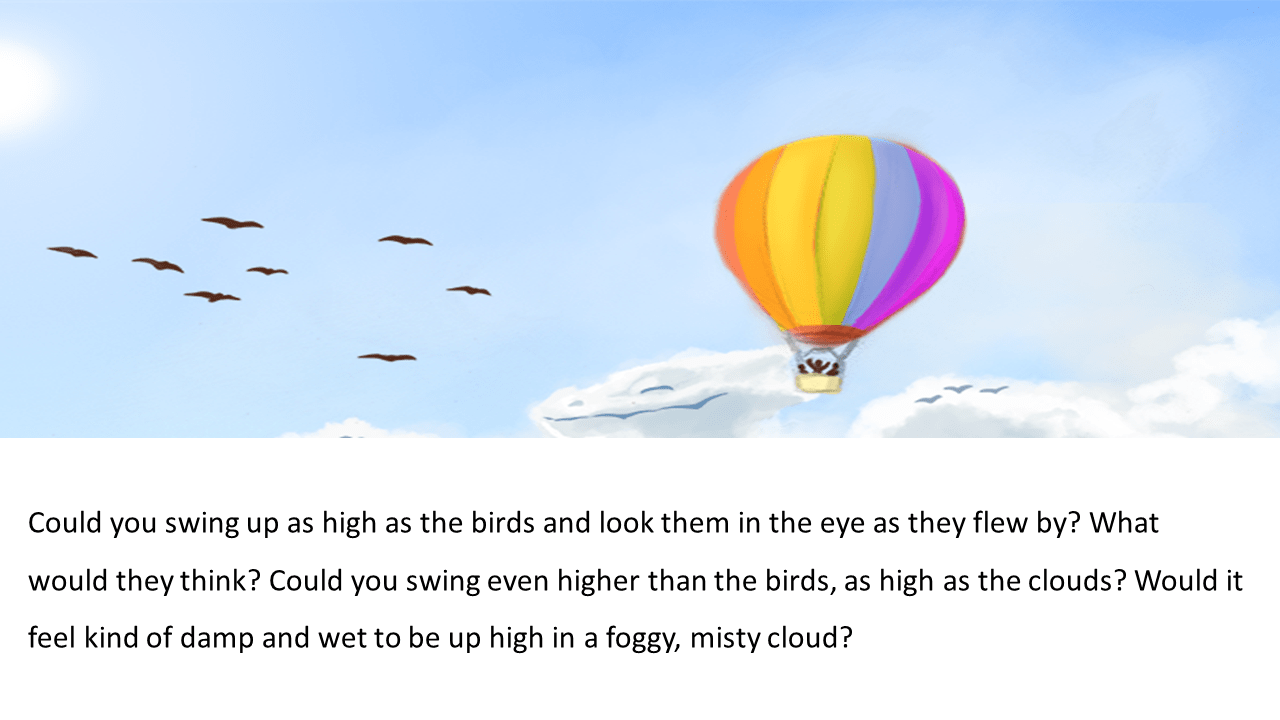 Could you swing up as high as the birds and look them in the eye as they flew by? What
would they think? Could you swing even higher than the birds, as high as the clouds? Would it
feel kind of damp and wet to be up high in a foggy, misty cloud?